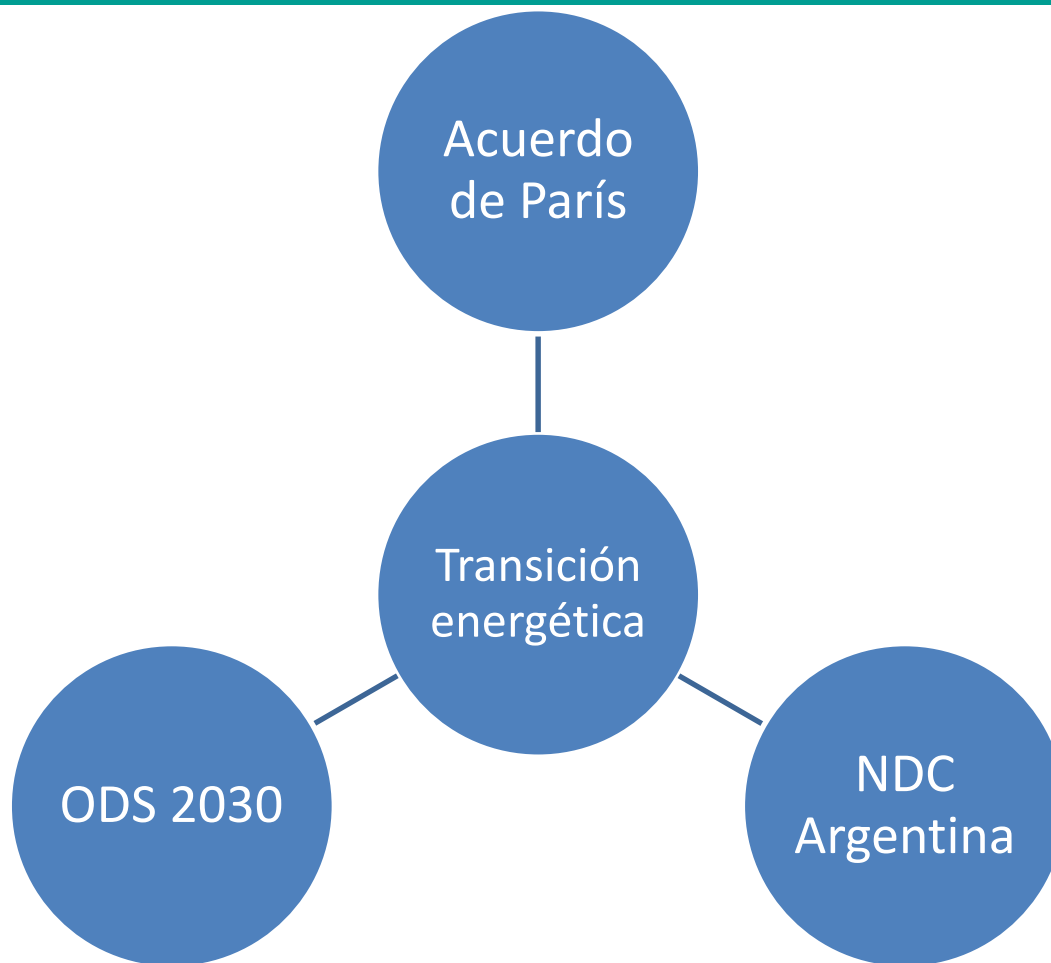 Acuerdo
de París
Transición
energética
ODS 2030
NDC
Argentina